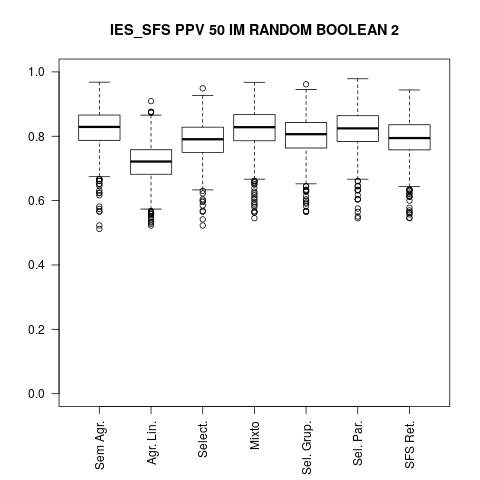 IES_SFS PPV 50 IM RANDOM BOOLEAN 2
1.0
0.8
0.6
0.4
0.2
0.0
Sem Agr.
Agr. Lin.
Select.
Mixto
Sel. Grup.
Sel. Par.
SFS Ret.